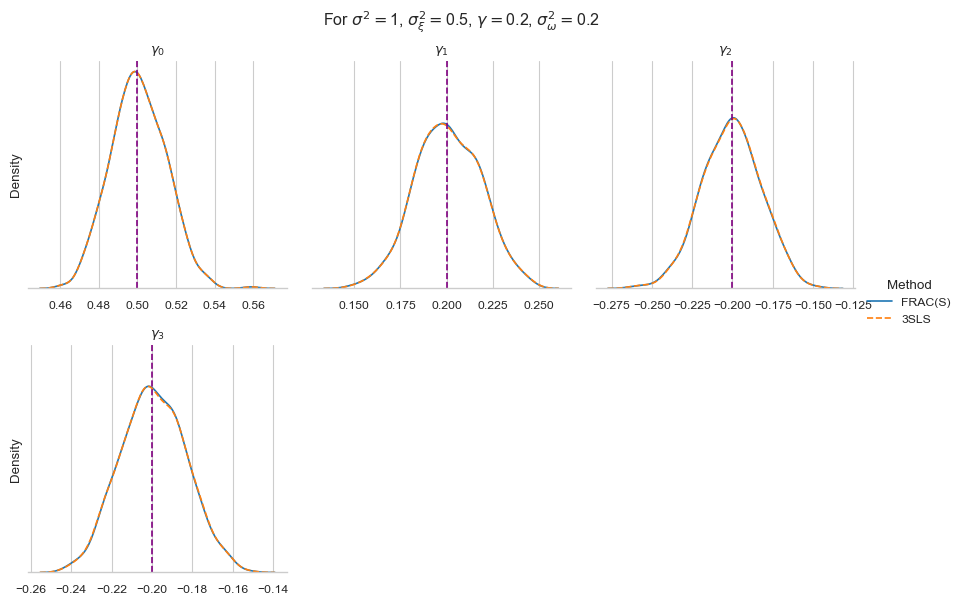 For σ² = 1, σ²_ξ = 0.5, γ = 0.2, σ²_ω = 0.2
γ₀
γ₁
γ₂
Density
0.46 0.48 0.50 0.52 0.54 0.56
0.150 0.175 0.200 0.225 0.250
−0.275 −0.250 −0.225 −0.200 −0.175 −0.150 −0.125
Method
FRAC(S)
3SLS
γ₃
Density
−0.26 −0.24 −0.22 −0.20 −0.18 −0.16 −0.14